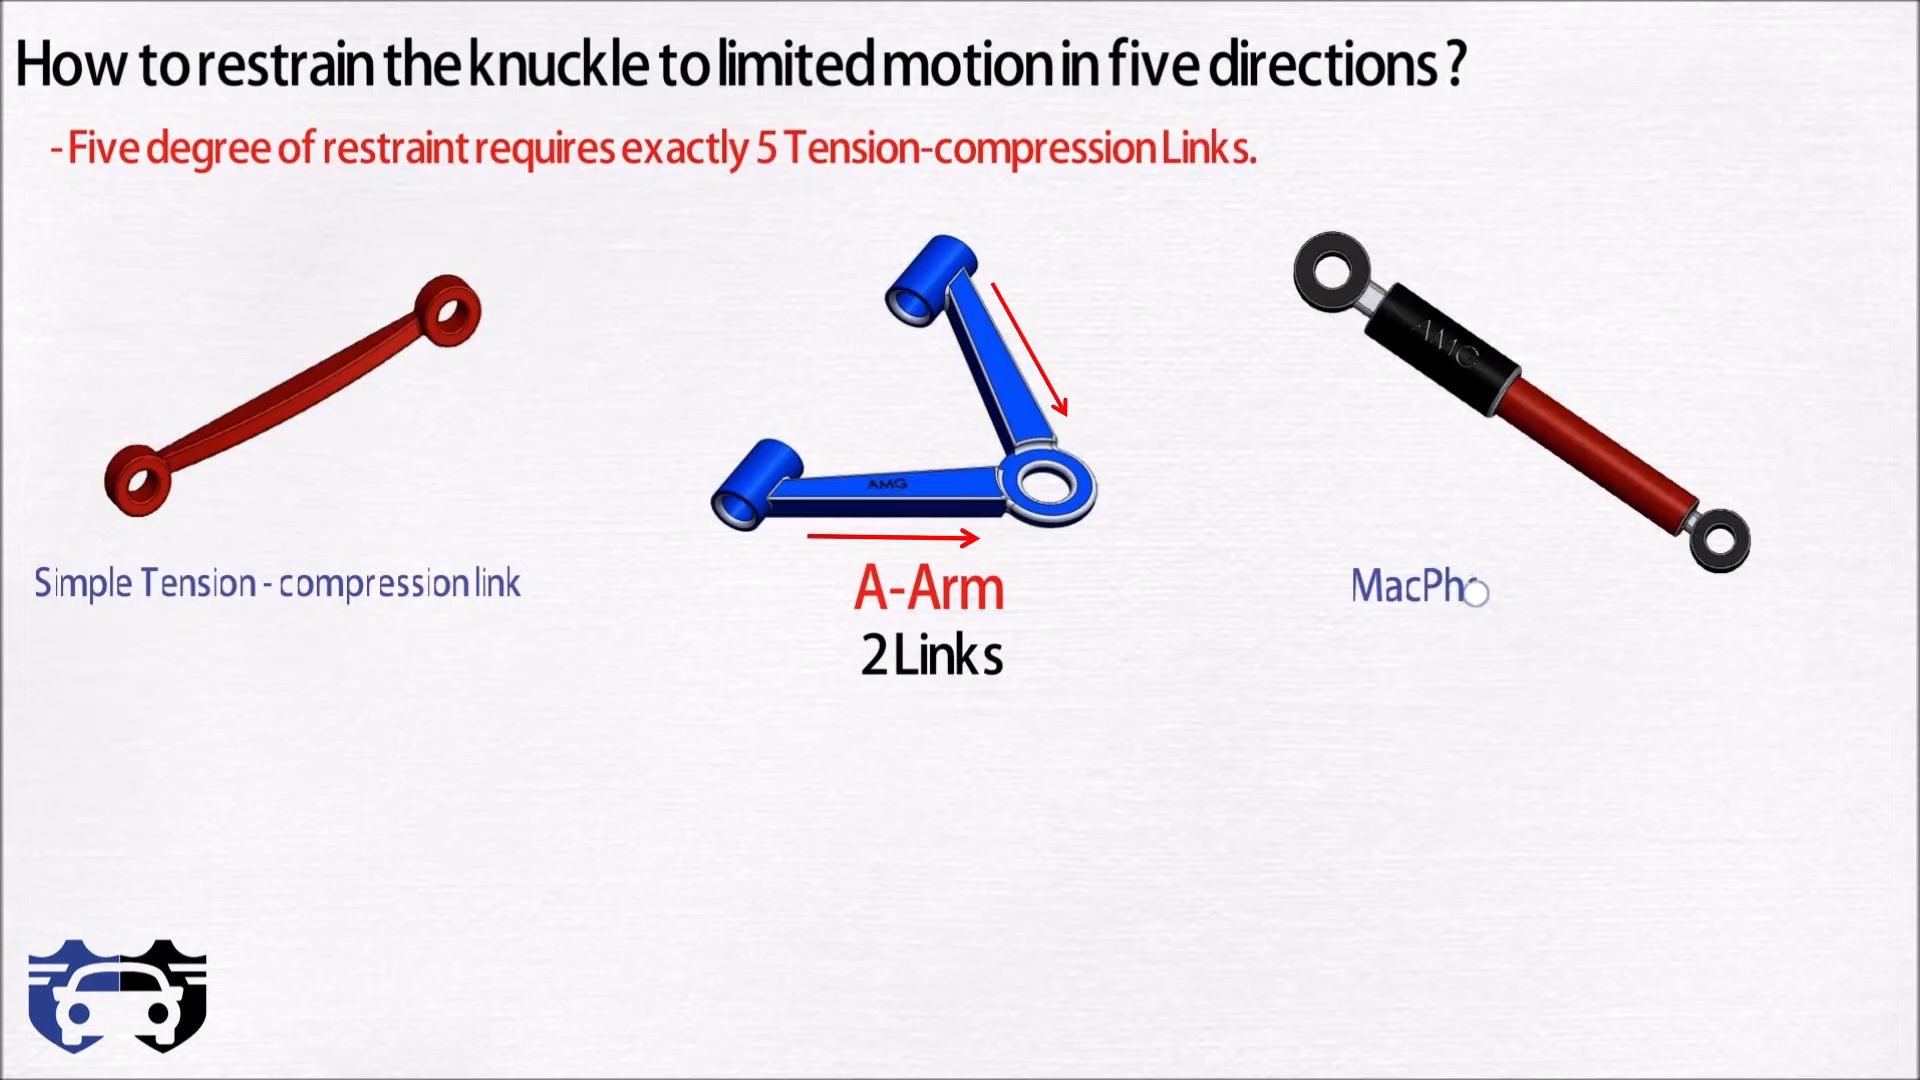 How to restrain the knuckle to limited motion in five directions ?
- Five degree of restraint requires exactly 5 Tension-compression Links.
AMG
AMG
Simple Tension - compression link
A-Arm
2 Links
MacPh